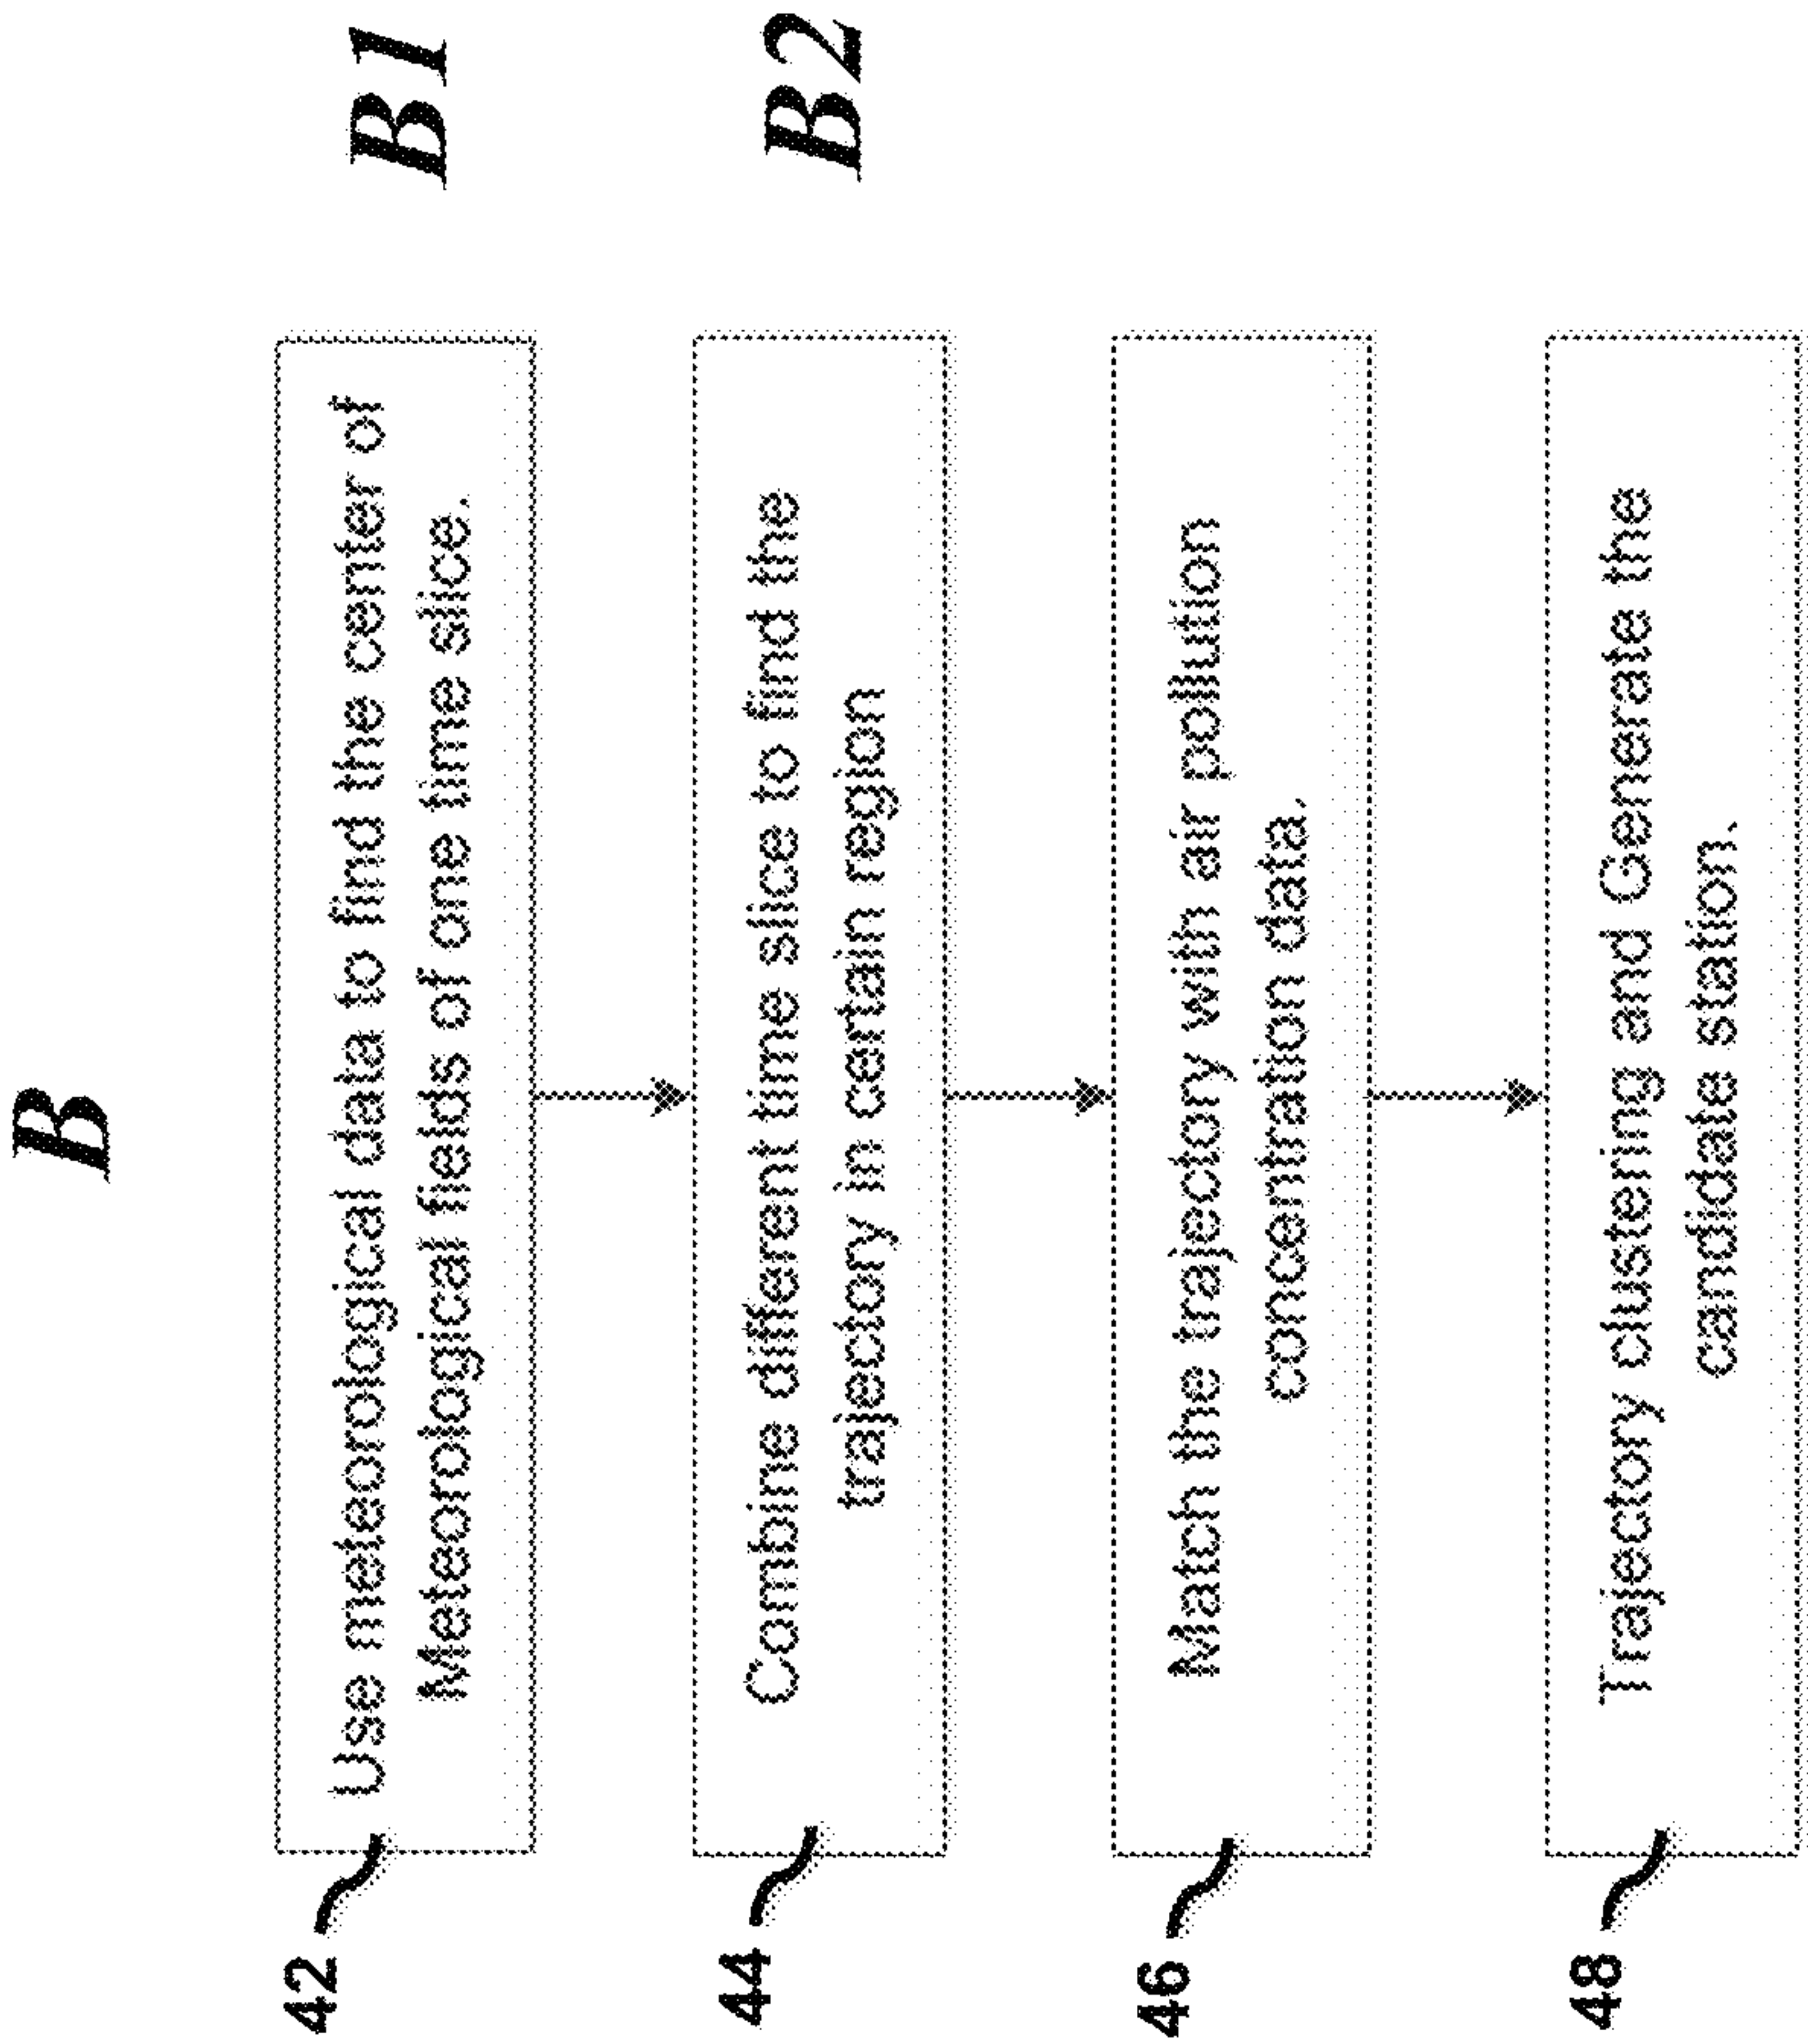 B
42
Use meteorological data to find the center of
Meteorological fields of one time slice.
B1
44
Combine different time slice to find the
trajectory in certain region
B2
46
Match the trajectory with air pollution
concentration data.
48
Trajectory clustering and Generate the
candidate station.